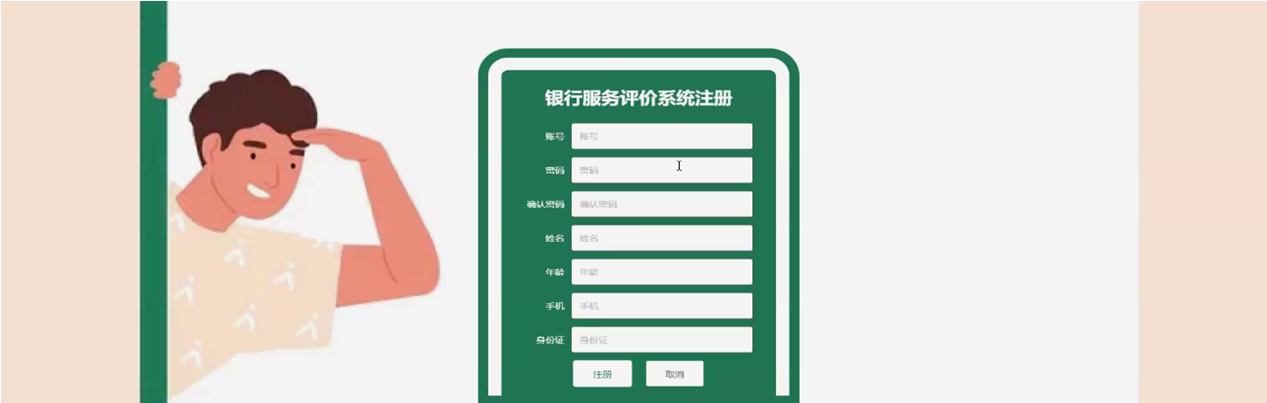 银行服务评价系统注册
账号 账号
密码 密码
确认密码 确认密码
姓名 姓名
年龄 年龄
手机 手机
身份证 身份证
注册 取消